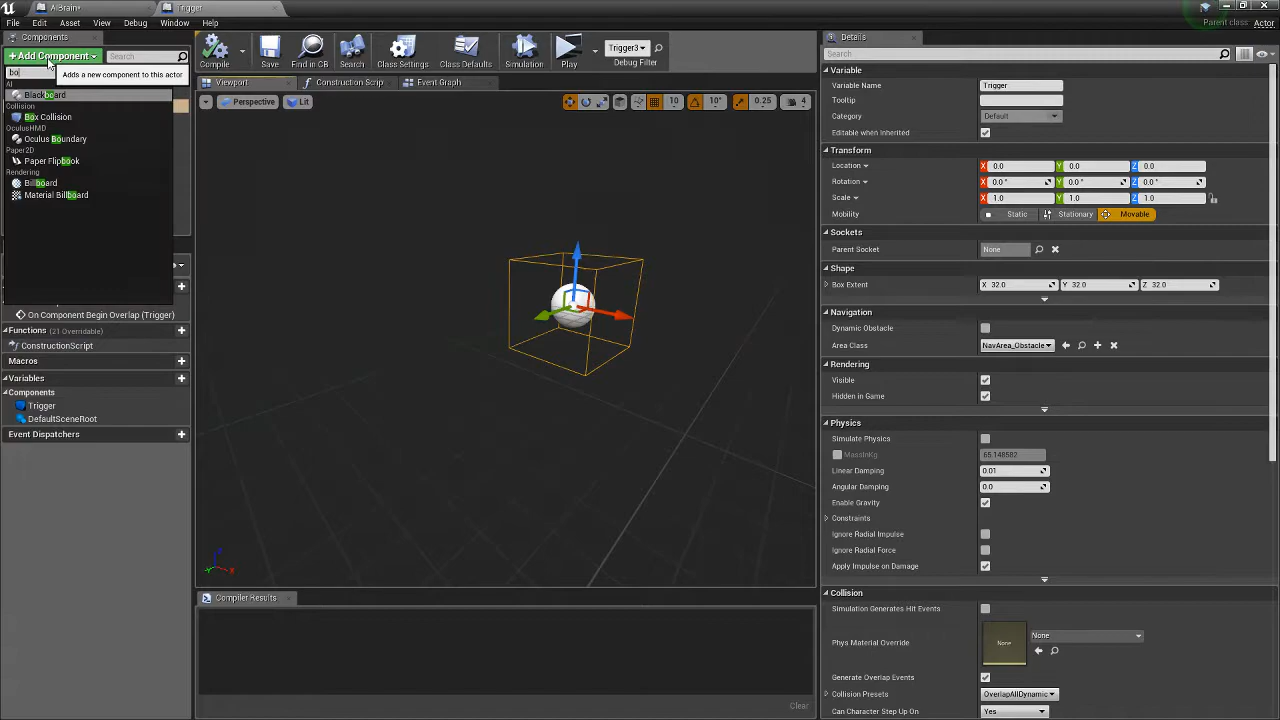 AIBrain*
Trigger
Parent class:
File
Edit
Asset
View
Debug
Window
Help
Components
+Add Component
Search
bo
Adds a new component to this actor
AI
Blackboard
Collision
Box Collision
OculusHMD
Oculus Boundary
Paper2D
Paper Flipbook
Rendering
Billboard
Material Billboard
On Component Begin Overlap (Trigger)
Functions (21 Overridable)
ConstructionScript
Macros
Variables
Components
Trigger
DefaultSceneRoot
Event Dispatchers
Compile
Save
Find in CB
Search
Class Settings
Class Defaults
Simulation
Play
Trigger3
Debug Filter
Viewport
Construction Scrip
Event Graph
Perspective
Lit
10
10°
0.25
4
Compiler Results
Clear
Details
Search
Variable
Variable Name
Trigger
Tooltip
Category
Default
Editable when Inherited
Transform
Location
X 0.0 Y 0.0 Z 0.0
Rotation
X 0.0 ° Y 0.0 ° Z 0.0 °
Scale
X 1.0 Y 1.0 Z 1.0
Mobility
Static
Stationary
Movable
Sockets
Parent Socket
None
Shape
Box Extent
X 32.0 Y 32.0 Z 32.0
Navigation
Dynamic Obstacle
Area Class
NavArea_Obstacle
Rendering
Visible
Hidden in Game
Physics
Simulate Physics
MassInKg
65.148582
Linear Damping
0.01
Angular Damping
0.0
Enable Gravity
Constraints
Ignore Radial Impulse
Ignore Radial Force
Apply Impulse on Damage
Collision
Simulation Generates Hit Events
Phys Material Override
None
None
Generate Overlap Events
Collision Presets
OverlapAllDynamic
Can Character Step Up On
Yes